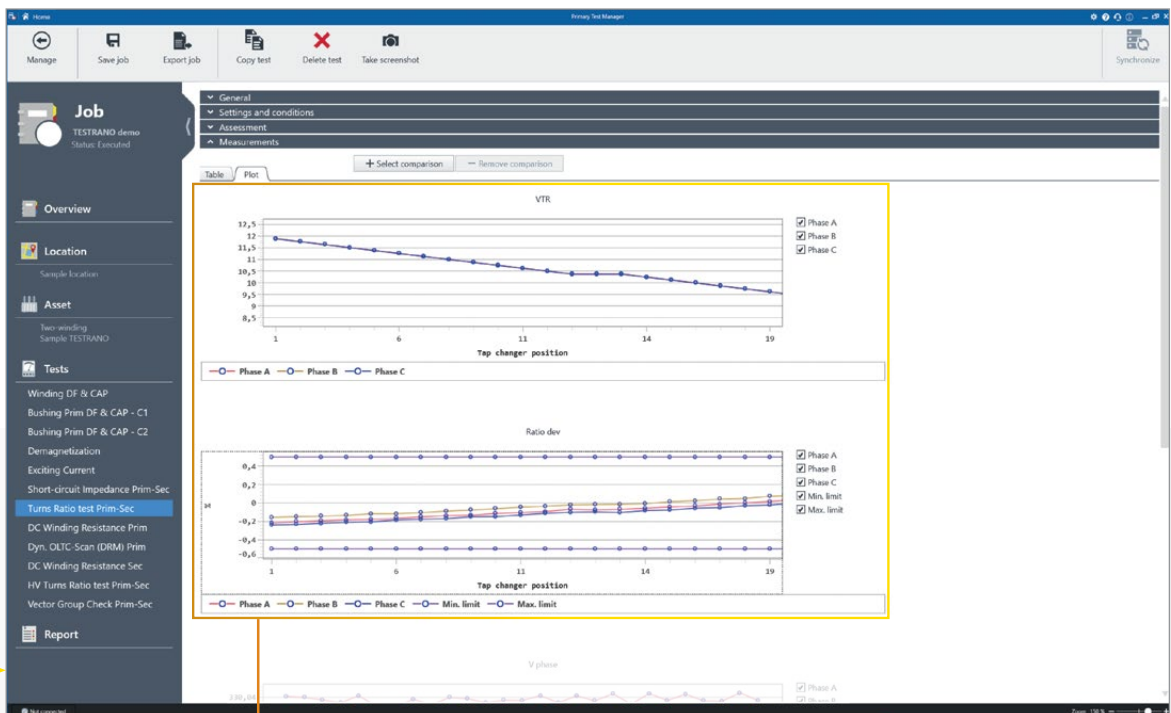 Home
Primary Test Manager
Manage
Save job
Export job
Copy test
Delete test
Take screenshot
Synchronize
Job
TESTRANO demo
Status: Executed
Overview
Location
Sample location
Asset
Two-winding
Sample TESTRANO
Tests
Winding DF & CAP
Bushing Prim DF & CAP - C1
Bushing Prim DF & CAP - C2
Demagnetization
Exciting Current
Short-circuit Impedance Prim-Sec
Turns Ratio test Prim-Sec
DC Winding Resistance Prim
Dyn. OLTC-Scan (DRM) Prim
DC Winding Resistance Sec
HV Turns Ratio test Prim-Sec
Vector Group Check Prim-Sec
Report
General
Settings and conditions
Assessment
Measurements
+ Select comparison
− Remove comparison
Table
Plot
VTR
12,5
12
11,5
11
10,5
10
9,5
9
8,5
1 6 11 14 19
Tap changer position
Phase A
Phase B
Phase C
Phase A Phase B Phase C
Ratio dev
%
0,4
0,2
0
-0,2
-0,4
-0,6
1 6 11 14 19
Tap changer position
Phase A
Phase B
Phase C
Min. limit
Max. limit
Phase A Phase B Phase C Min. limit Max. limit
V phase
Phase A
Phase B
Not connected